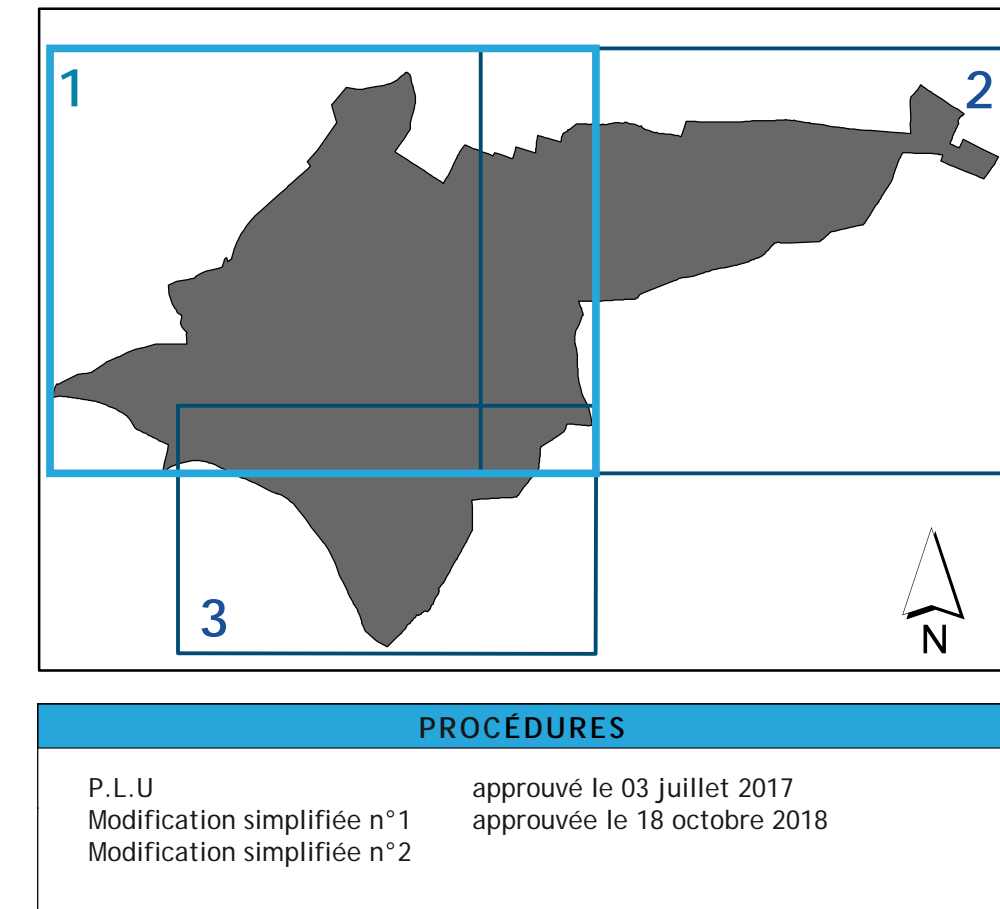 1
2
3
N
PROCÉDURES
P.L.U approuvé le 03 juillet 2017
Modification simplifiée n°1 approuvée le 18 octobre 2018
Modification simplifiée n°2